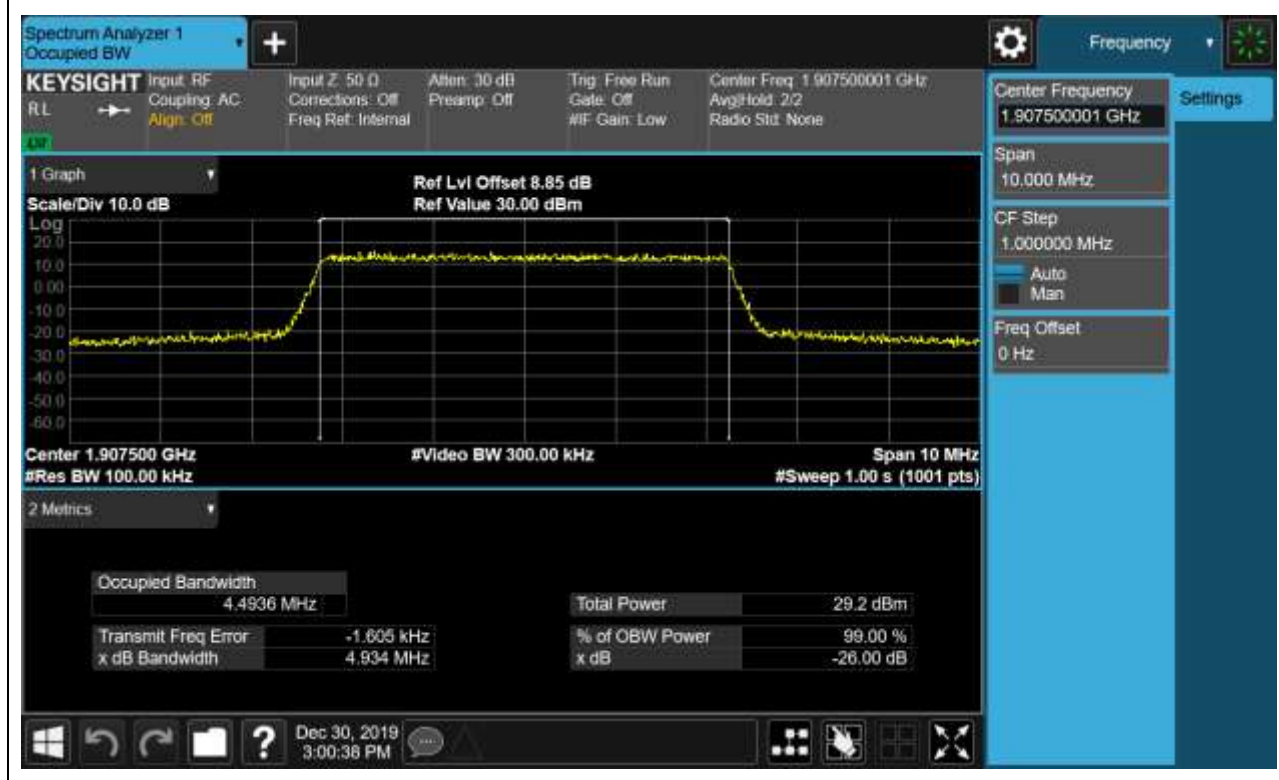 Spectrum Analyzer 1
Occupied BW
Frequency
KEYSIGHT
RL
Input: RF
Coupling: AC
Align: Off
Input Z: 50 Ω
Corrections: Off
Freq Ref: Internal
Atten: 30 dB
Preamp: Off
Trig: Free Run
Gate: Off
#IF Gain: Low
Center Freq: 1.907500001 GHz
Avg|Hold: 2/2
Radio Std: None
Center Frequency
1.907500001 GHz
Settings
Span
10.000 MHz
CF Step
1.000000 MHz
Auto
Man
Freq Offset
0 Hz
1 Graph
Scale/Div 10.0 dB
Ref Lvl Offset 8.85 dB
Ref Value 30.00 dBm
Log
20.0
10.0
0.00
-10.0
-20.0
-30.0
-40.0
-50.0
-60.0
Center 1.907500 GHz
#Video BW 300.00 kHz
Span 10 MHz
#Res BW 100.00 kHz
#Sweep 1.00 s (1001 pts)
2 Metrics
Occupied Bandwidth
4.4936 MHz
Total Power 29.2 dBm
Transmit Freq Error -1.605 kHz
% of OBW Power 99.00 %
x dB Bandwidth 4.934 MHz
x dB -26.00 dB
Dec 30, 2019
3:00:38 PM